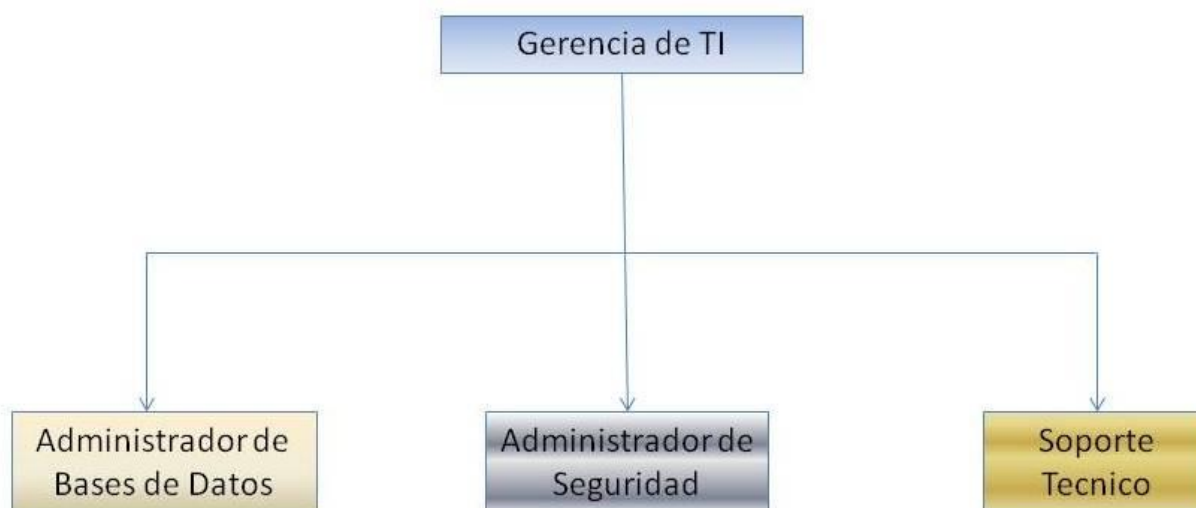 Gerencia de TI
Administrador de
Bases de Datos
Administrador de
Seguridad
Soporte
Tecnico